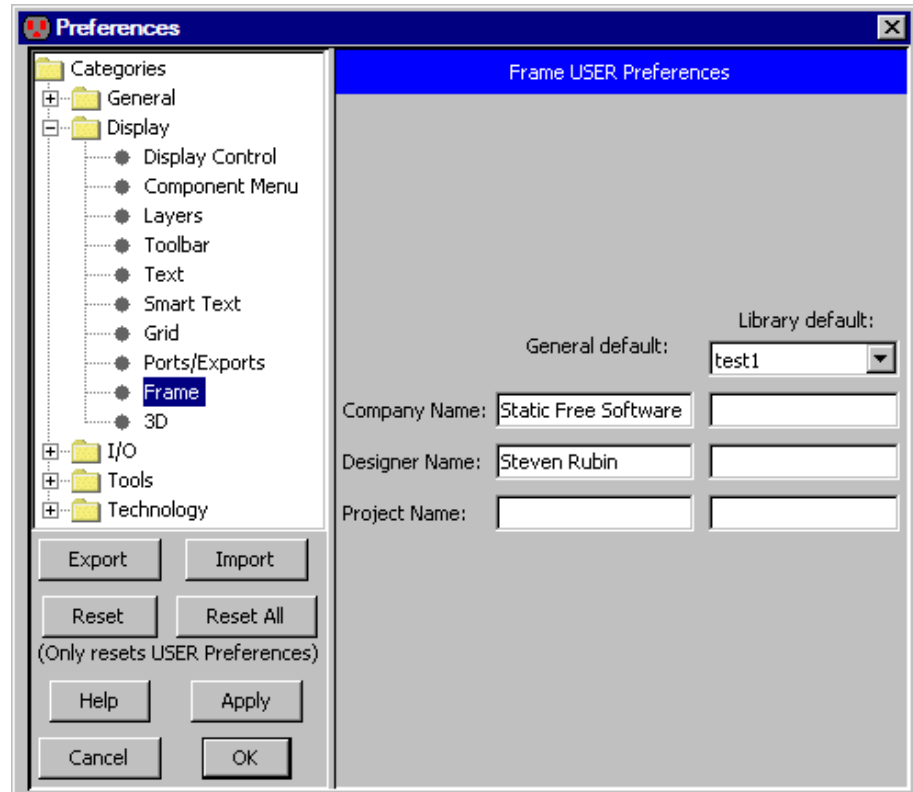 Preferences
Categories
General
Display
Display Control
Component Menu
Layers
Toolbar
Text
Smart Text
Grid
Ports/Exports
Frame
3D
I/O
Tools
Technology
Export Import
Reset Reset All
(Only resets USER Preferences)
Help Apply
Cancel OK
Frame USER Preferences
Library default:
General default: test1
Company Name: Static Free Software
Designer Name: Steven Rubin
Project Name: